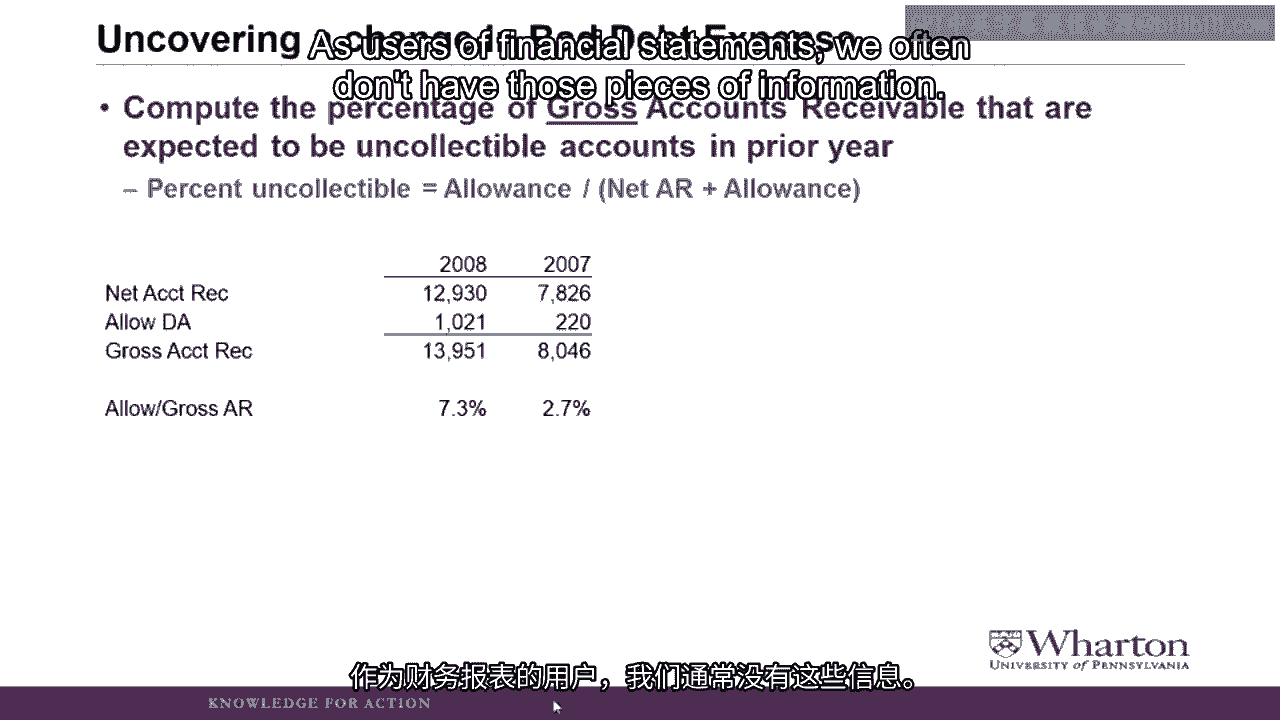 Uncovering a change in Bad Debt Expense
As users of financial statements, we often
don't have those pieces of information.
• Compute the percentage of Gross Accounts Receivable that are
expected to be uncollectible accounts in prior year
– Percent uncollectible = Allowance / (Net AR + Allowance)
2008 2007
Net Acct Rec 12,930 7,826
Allow DA 1,021 220
Gross Acct Rec 13,951 8,046
Allow/Gross AR 7.3% 2.7%
Wharton
UNIVERSITY of PENNSYLVANIA
作为财务报表的用户，我们通常没有这些信息。
KNOWLEDGE FOR ACTION